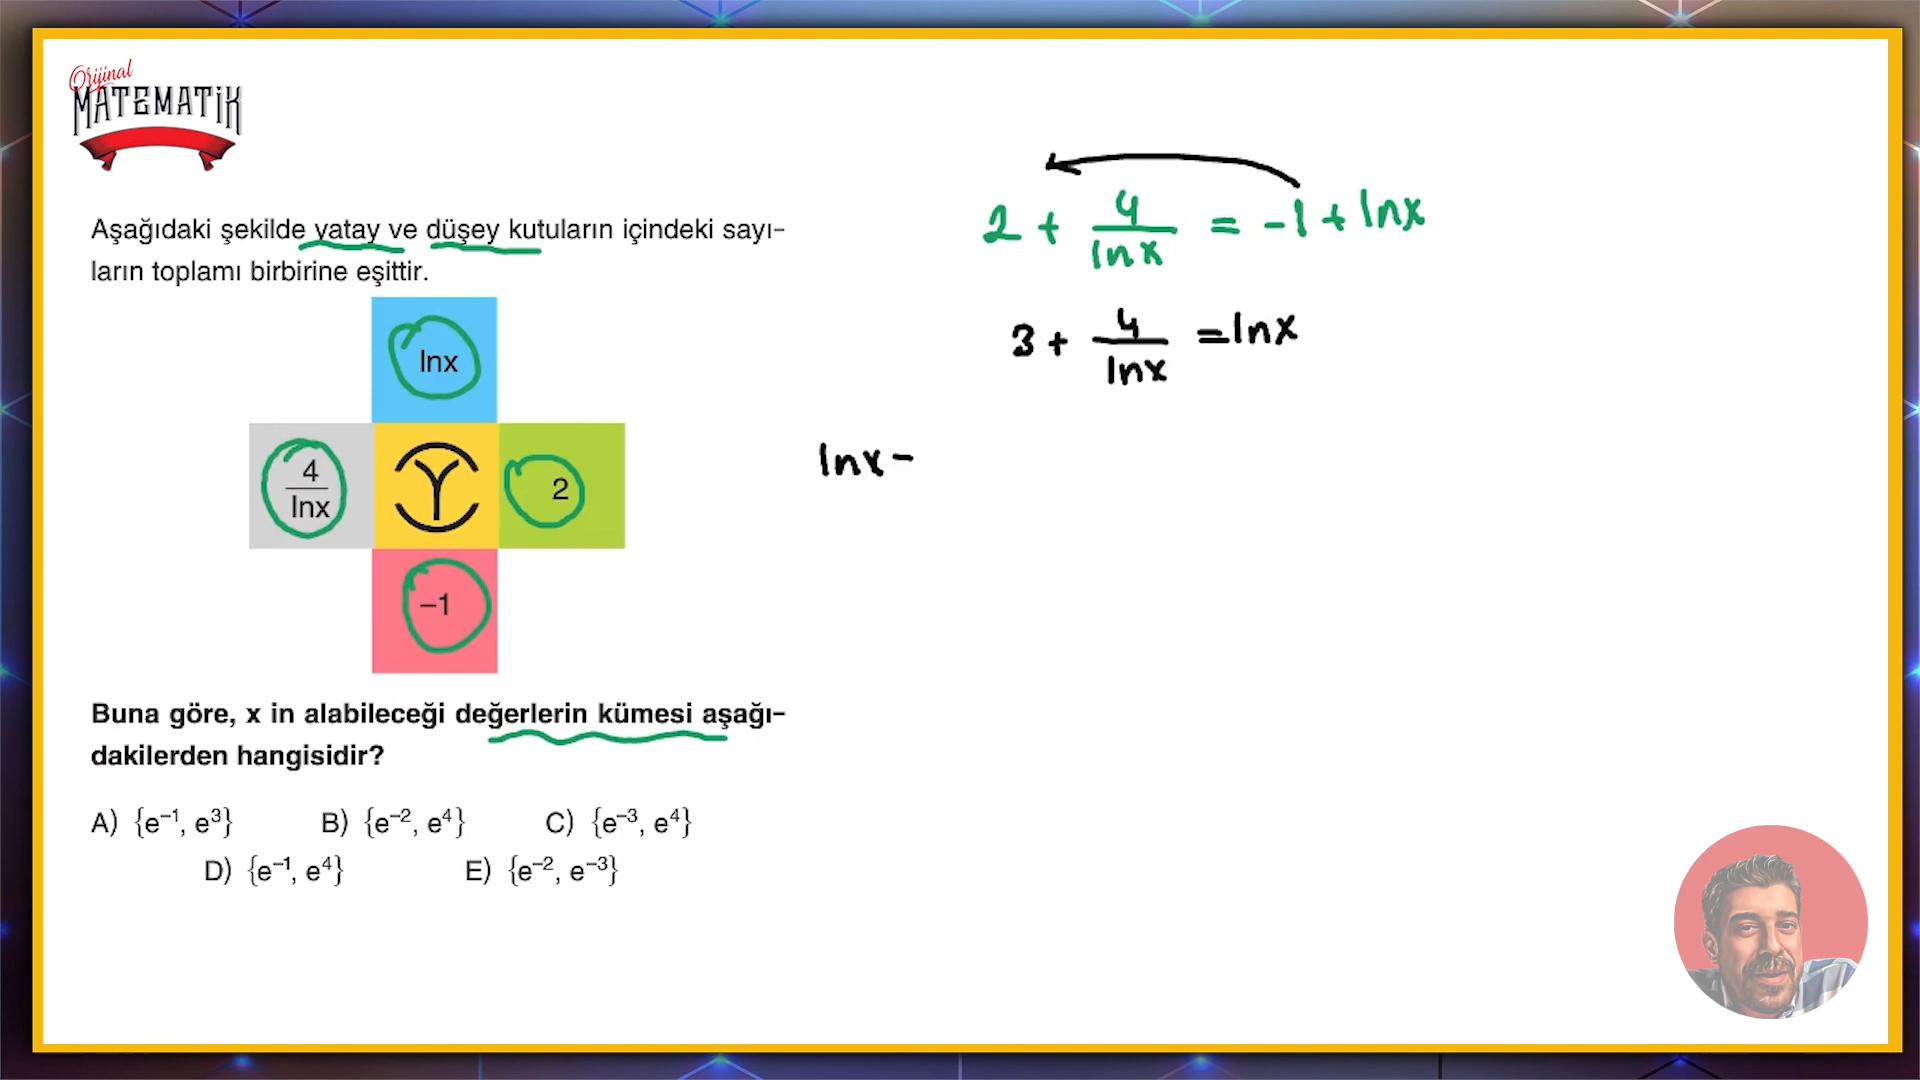 Orijinal
MATEMATİK
Aşağıdaki şekilde yatay ve düşey kutuların içindeki sayı-
ların toplamı birbirine eşittir.
lnx
4/lnx
2
-1
Buna göre, x in alabileceği değerlerin kümesi aşağı-
dakilerden hangisidir?
A) {e⁻¹, e³} B) {e⁻², e⁴} C) {e⁻³, e⁴}
D) {e⁻¹, e⁴} E) {e⁻², e⁻³}
2 + 4/lnx = -1 + lnx
3 + 4/lnx = lnx
lnx -